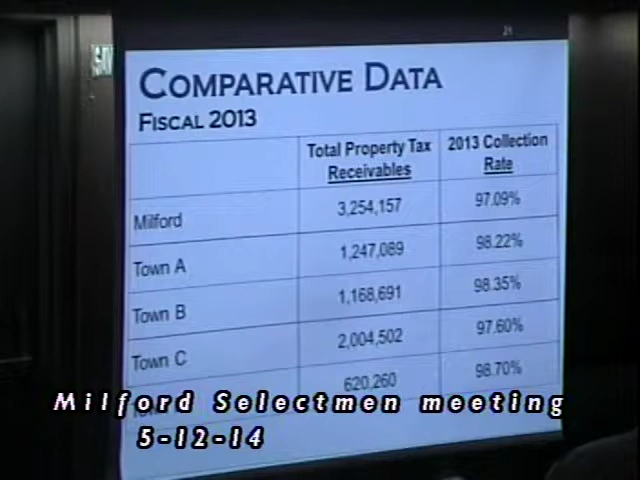 21
COMPARATIVE DATA
FISCAL 2013
Total Property Tax Receivables
2013 Collection Rate
Milford 3,254,157 97.09%
Town A 1,247,089 98.22%
Town B 1,168,691 98.35%
Town C 2,004,502 97.60%
620,260 98.70%
Milford Selectmen meeting
5-12-14